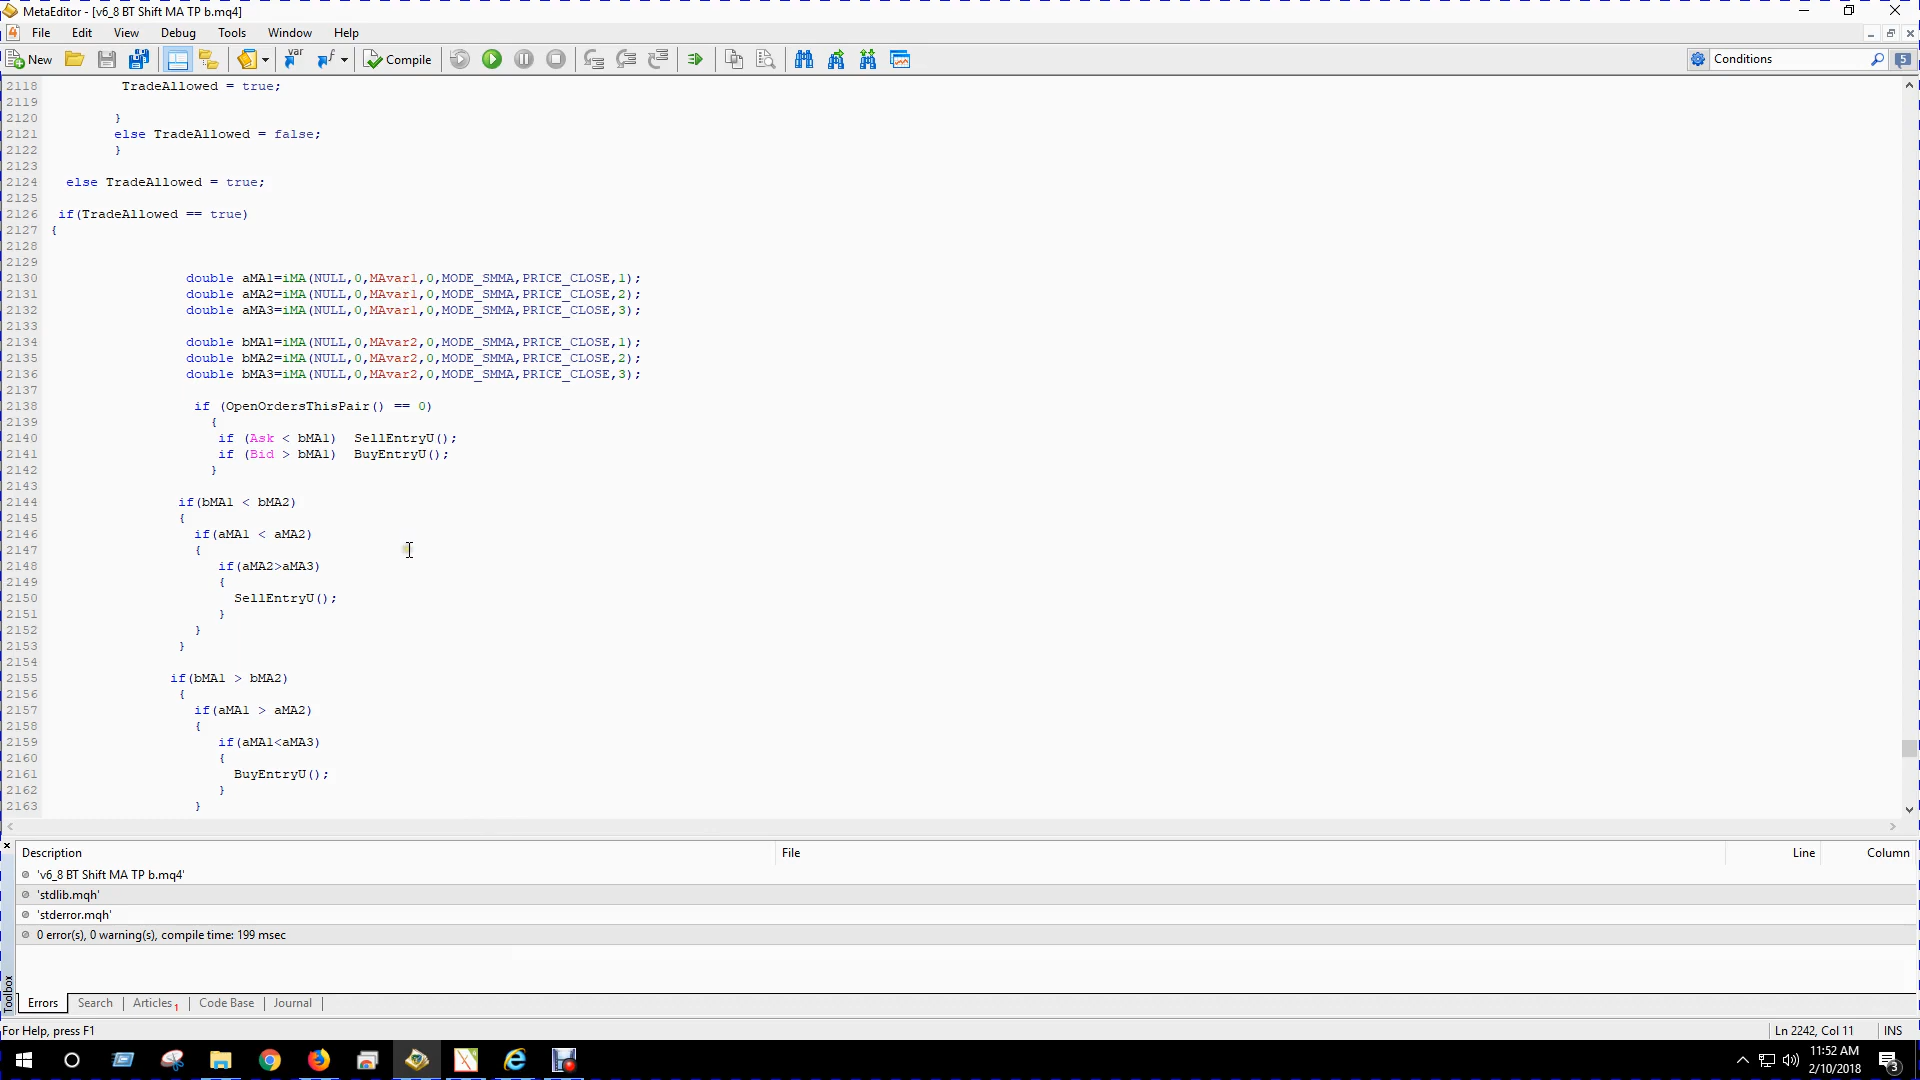 MetaEditor - [v6_8 BT Shift MA TP b.mq4]
File Edit View Debug Tools Window Help
New var Compile Conditions 5
2118 TradeAllowed = true;
2119
2120 }
2121 else TradeAllowed = false;
2122 }
2123
2124 else TradeAllowed = true;
2125
2126 if(TradeAllowed == true)
2127 {
2128
2129
2130 double aMA1=iMA(NULL,0,MAvar1,0,MODE_SMMA,PRICE_CLOSE,1);
2131 double aMA2=iMA(NULL,0,MAvar1,0,MODE_SMMA,PRICE_CLOSE,2);
2132 double aMA3=iMA(NULL,0,MAvar1,0,MODE_SMMA,PRICE_CLOSE,3);
2133
2134 double bMA1=iMA(NULL,0,MAvar2,0,MODE_SMMA,PRICE_CLOSE,1);
2135 double bMA2=iMA(NULL,0,MAvar2,0,MODE_SMMA,PRICE_CLOSE,2);
2136 double bMA3=iMA(NULL,0,MAvar2,0,MODE_SMMA,PRICE_CLOSE,3);
2137
2138 if (OpenOrdersThisPair() == 0)
2139 {
2140 if (Ask < bMA1) SellEntryU();
2141 if (Bid > bMA1) BuyEntryU();
2142 }
2143
2144 if(bMA1 < bMA2)
2145 {
2146 if(aMA1 < aMA2)
2147 {
2148 if(aMA2>aMA3)
2149 {
2150 SellEntryU();
2151 }
2152 }
2153 }
2154
2155 if(bMA1 > bMA2)
2156 {
2157 if(aMA1 > aMA2)
2158 {
2159 if(aMA1<aMA3)
2160 {
2161 BuyEntryU();
2162 }
2163 }
Description File Line Column
'v6_8 BT Shift MA TP b.mq4'
'stdlib.mqh'
'stderror.mqh'
0 error(s), 0 warning(s), compile time: 199 msec
Toolbox
Errors Search Articles 1 Code Base Journal
For Help, press F1 Ln 2242, Col 11 INS
11:52 AM
2/10/2018
3